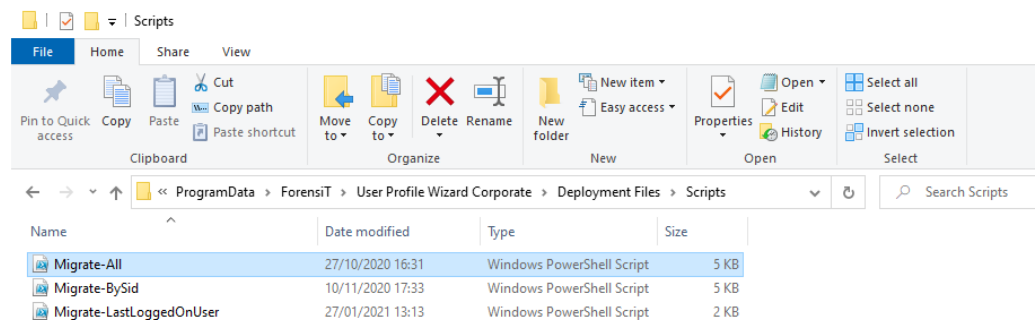 Scripts
File Home Share View
Pin to Quick access
Copy
Paste
Cut
Copy path
Paste shortcut
Clipboard
Move to
Copy to
Delete
Rename
Organize
New folder
New item
Easy access
New
Properties
Open
Edit
History
Open
Select all
Select none
Invert selection
Select
« ProgramData > ForensiT > User Profile Wizard Corporate > Deployment Files > Scripts
Search Scripts
Name Date modified Type Size
Migrate-All 27/10/2020 16:31 Windows PowerShell Script 5 KB
Migrate-BySid 10/11/2020 17:33 Windows PowerShell Script 5 KB
Migrate-LastLoggedOnUser 27/01/2021 13:13 Windows PowerShell Script 2 KB